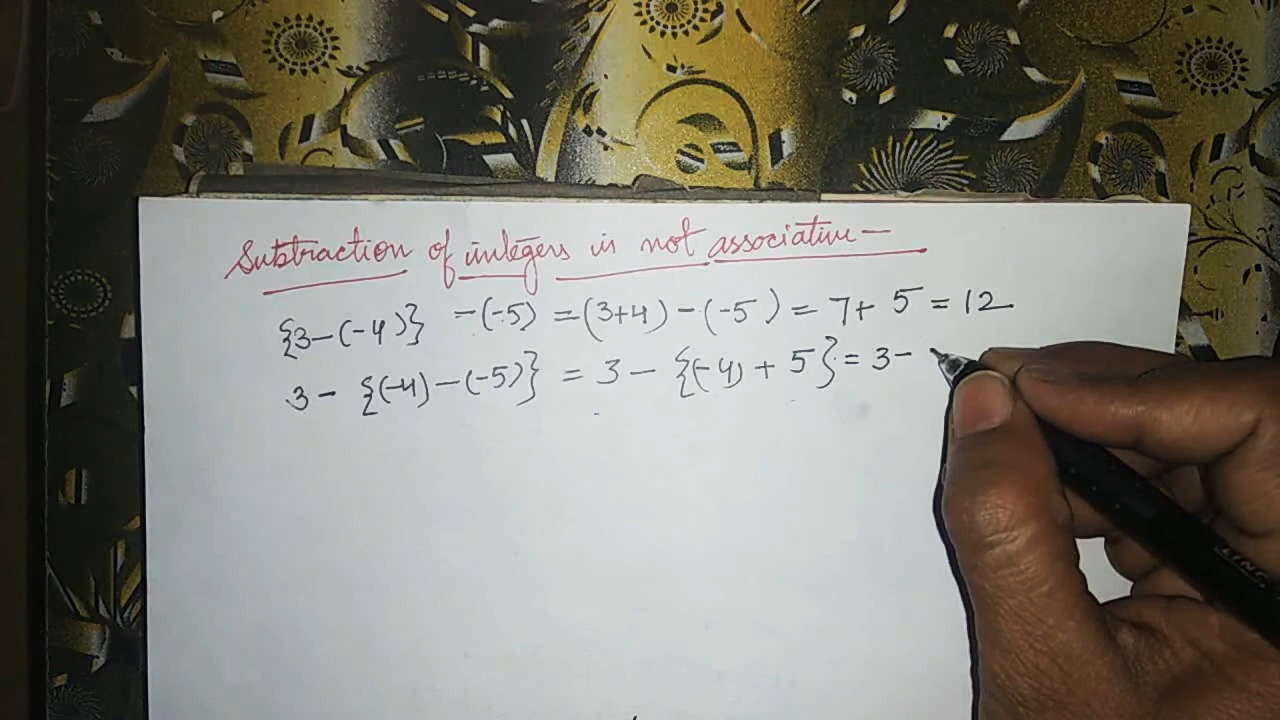 Subtraction of integers is not associative —
{3-(-4)} -(-5) = (3+4) - (-5) = 7+ 5 = 12
3 - {(-4) - (-5)} = 3 - {(-4) + 5} = 3 -
LINC